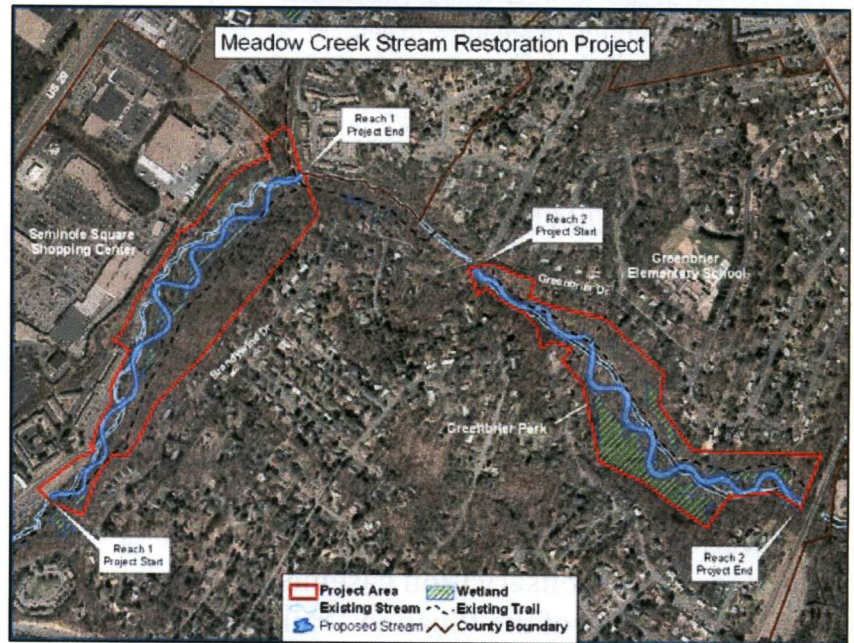 Meadow Creek Stream Restoration Project
US 29
Reach 1
Project End
Reach 2
Project Start
Seminole Square
Shopping Center
Greenbrier
Elementary School
Greenbrier Dr
Brandywine Dr
Greenbrier Park
Reach 1
Project Start
Reach 2
Project End
Project Area
Wetland
Existing Stream
Existing Trail
Proposed Stream
County Boundary